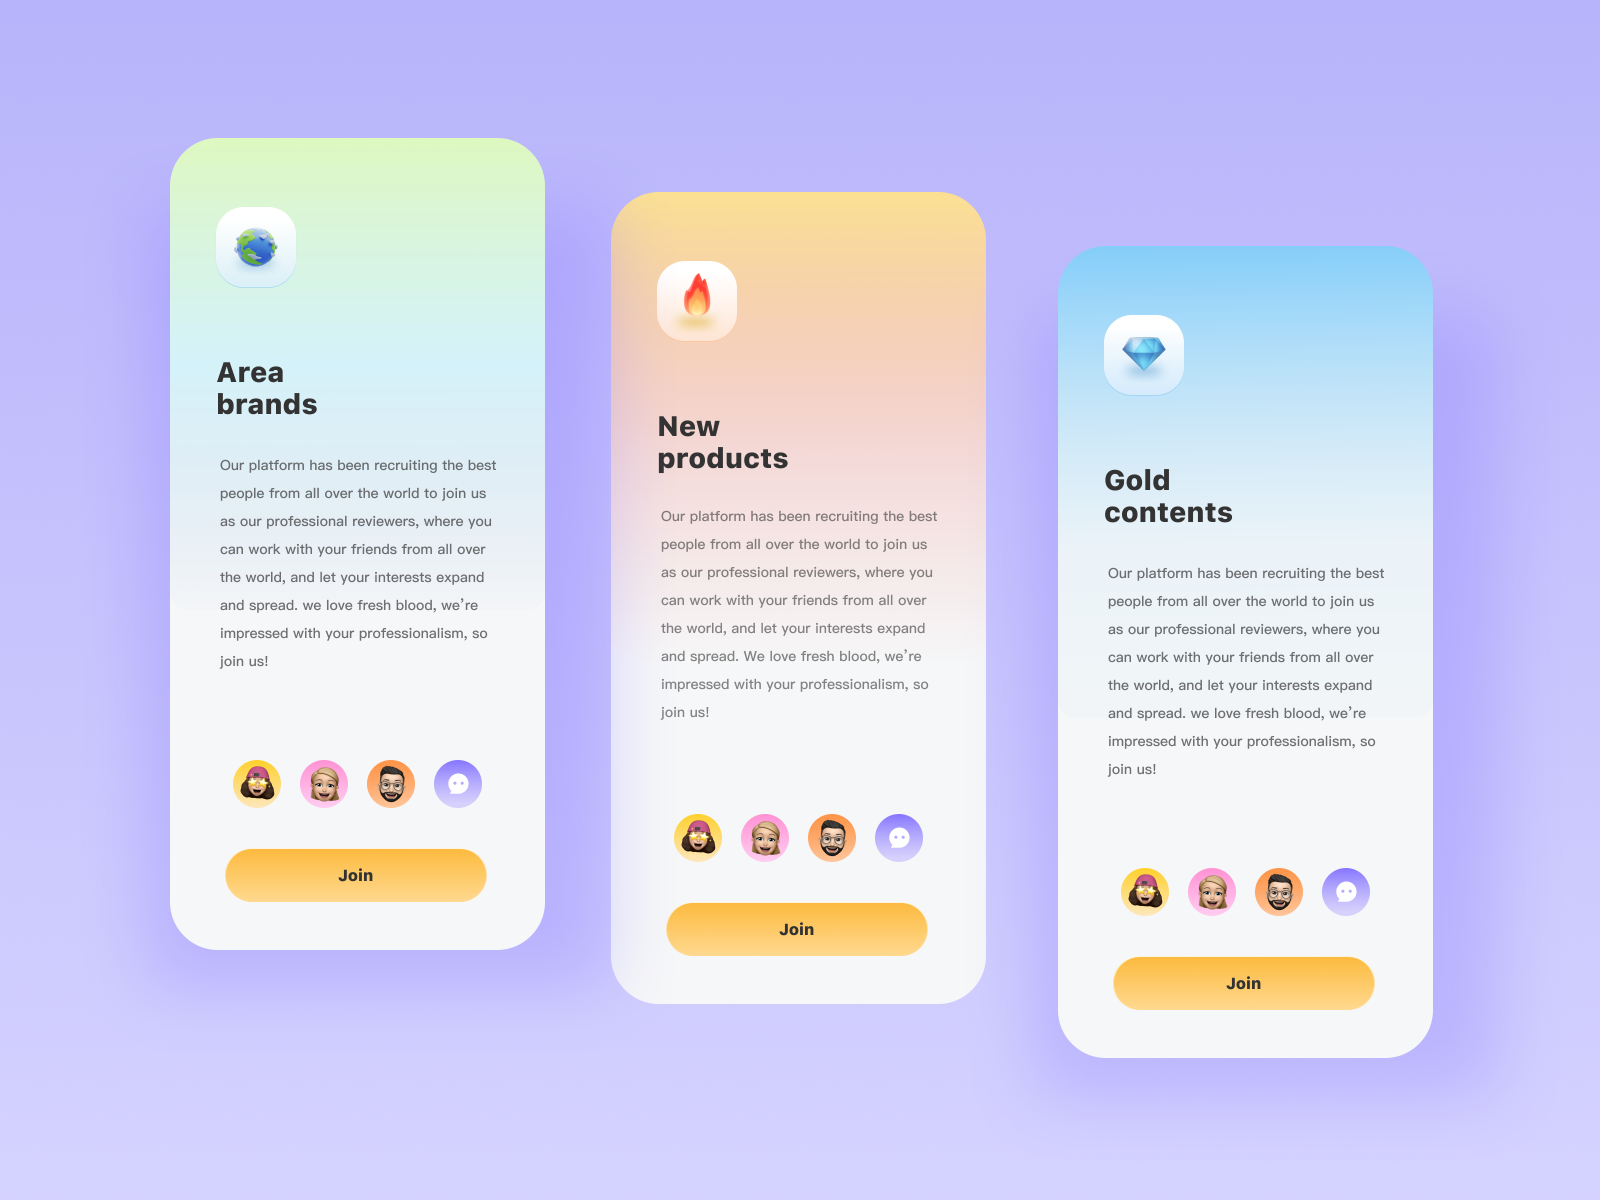 Area
brands
Our platform has been recruiting the best
people from all over the world to join us
as our professional reviewers, where you
can work with your friends from all over
the world, and let your interests expand
and spread. we love fresh blood, we’re
impressed with your professionalism, so
join us!
Join
New
products
Our platform has been recruiting the best
people from all over the world to join us
as our professional reviewers, where you
can work with your friends from all over
the world, and let your interests expand
and spread. We love fresh blood, we’re
impressed with your professionalism, so
join us!
Join
Gold
contents
Our platform has been recruiting the best
people from all over the world to join us
as our professional reviewers, where you
can work with your friends from all over
the world, and let your interests expand
and spread. we love fresh blood, we’re
impressed with your professionalism, so
join us!
Join